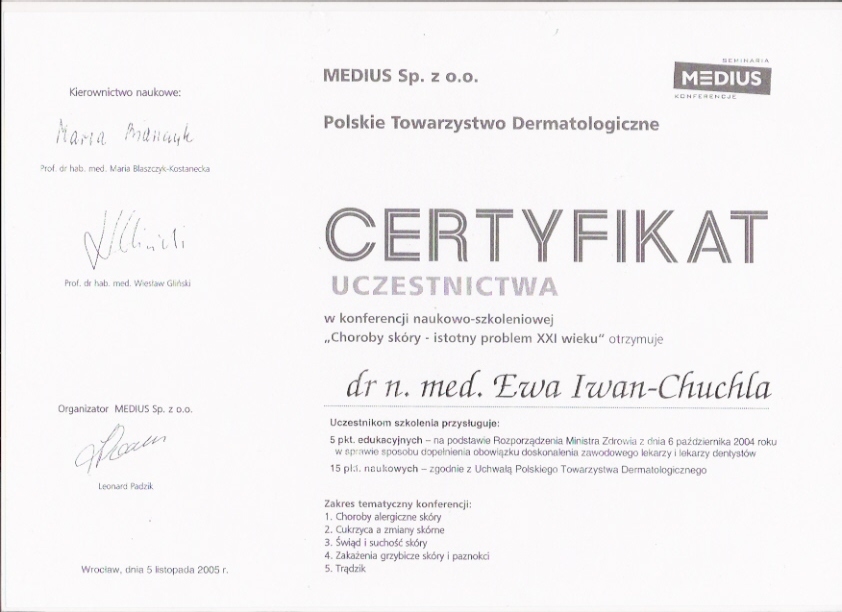 Kierownictwo naukowe:
Prof. dr hab. med. Maria Błaszczyk-Kostanecka
Prof. dr hab. med. Wiesław Gliński
Organizator MEDIUS Sp. z o.o.
Leonard Padzik
Wrocław, dnia 5 listopada 2005 r.
MEDIUS Sp. z o.o.
SEMINARIA
MEDIUS
KONFERENCJE
Polskie Towarzystwo Dermatologiczne
CERTYFIKAT
UCZESTNICTWA
w konferencji naukowo-szkoleniowej
„Choroby skóry - istotny problem XXI wieku" otrzymuje
dr n. med. Ewa Iwan-Chuchla
Uczestnikom szkolenia przysługuje:
5 pkt. edukacyjnych – na podstawie Rozporządzenia Ministra Zdrowia z dnia 6 października 2004 roku
w sprawie sposobu dopełnienia obowiązku doskonalenia zawodowego lekarzy i lekarzy dentystów
15 pkt. naukowych – zgodnie z Uchwałą Polskiego Towarzystwa Dermatologicznego
Zakres tematyczny konferencji:
1. Choroby alergiczne skóry
2. Cukrzyca a zmiany skórne
3. Świąd i suchość skóry
4. Zakażenia grzybicze skóry i paznokci
5. Trądzik